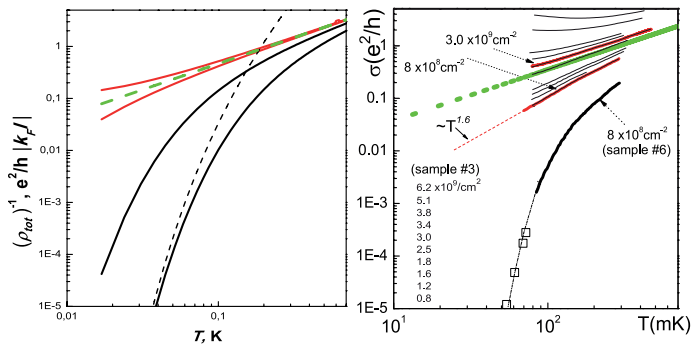 1
0,1
0,01
1E-3
1E-4
1E-5
0,01
0,1
T, K
(ρtot)-1, e2/h |kFl|
σ(e2/h)
10
1
0.1
0.01
1E-3
1E-4
1E-5
10
10²
T(mK)
3.0 x10⁹cm-2
8 x10⁸cm-2
~T1.6
8 x10⁸cm-2
(sample #6)
(sample #3)
6.2 x10⁹/cm²
5.1
3.8
3.4
3.0
2.5
1.8
1.6
1.2
0.8